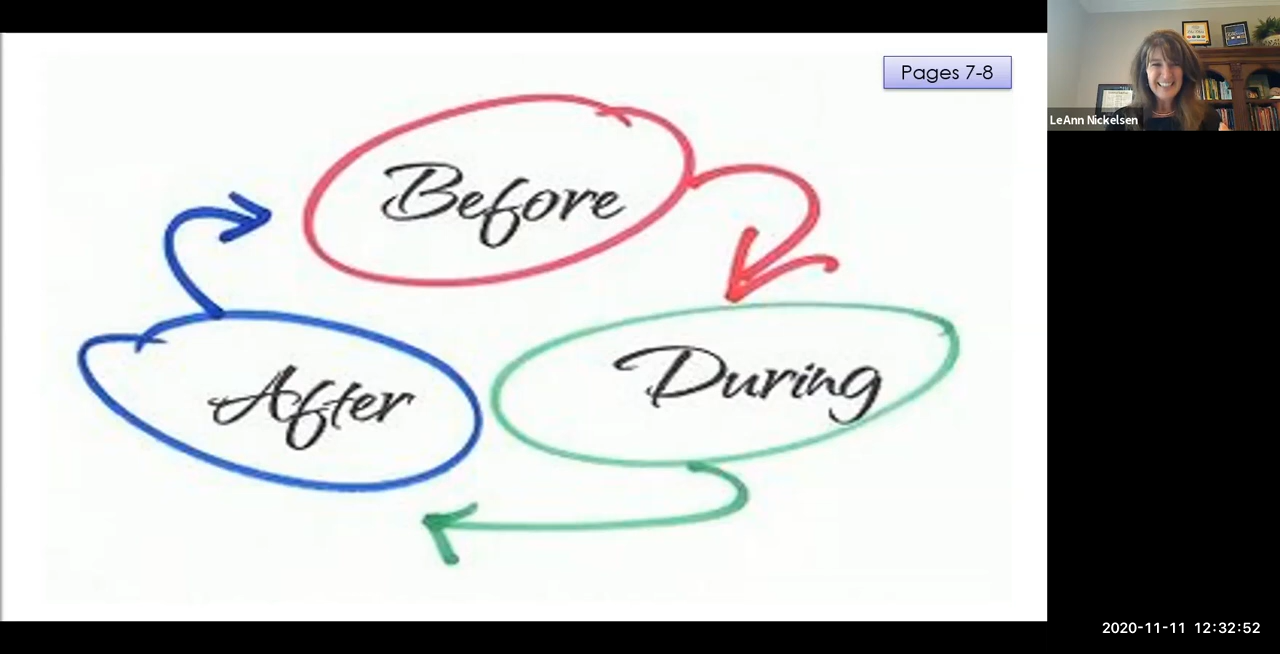 Pages 7-8
LeAnn Nickelsen
Before
During
After
2020-11-11 12:32:52